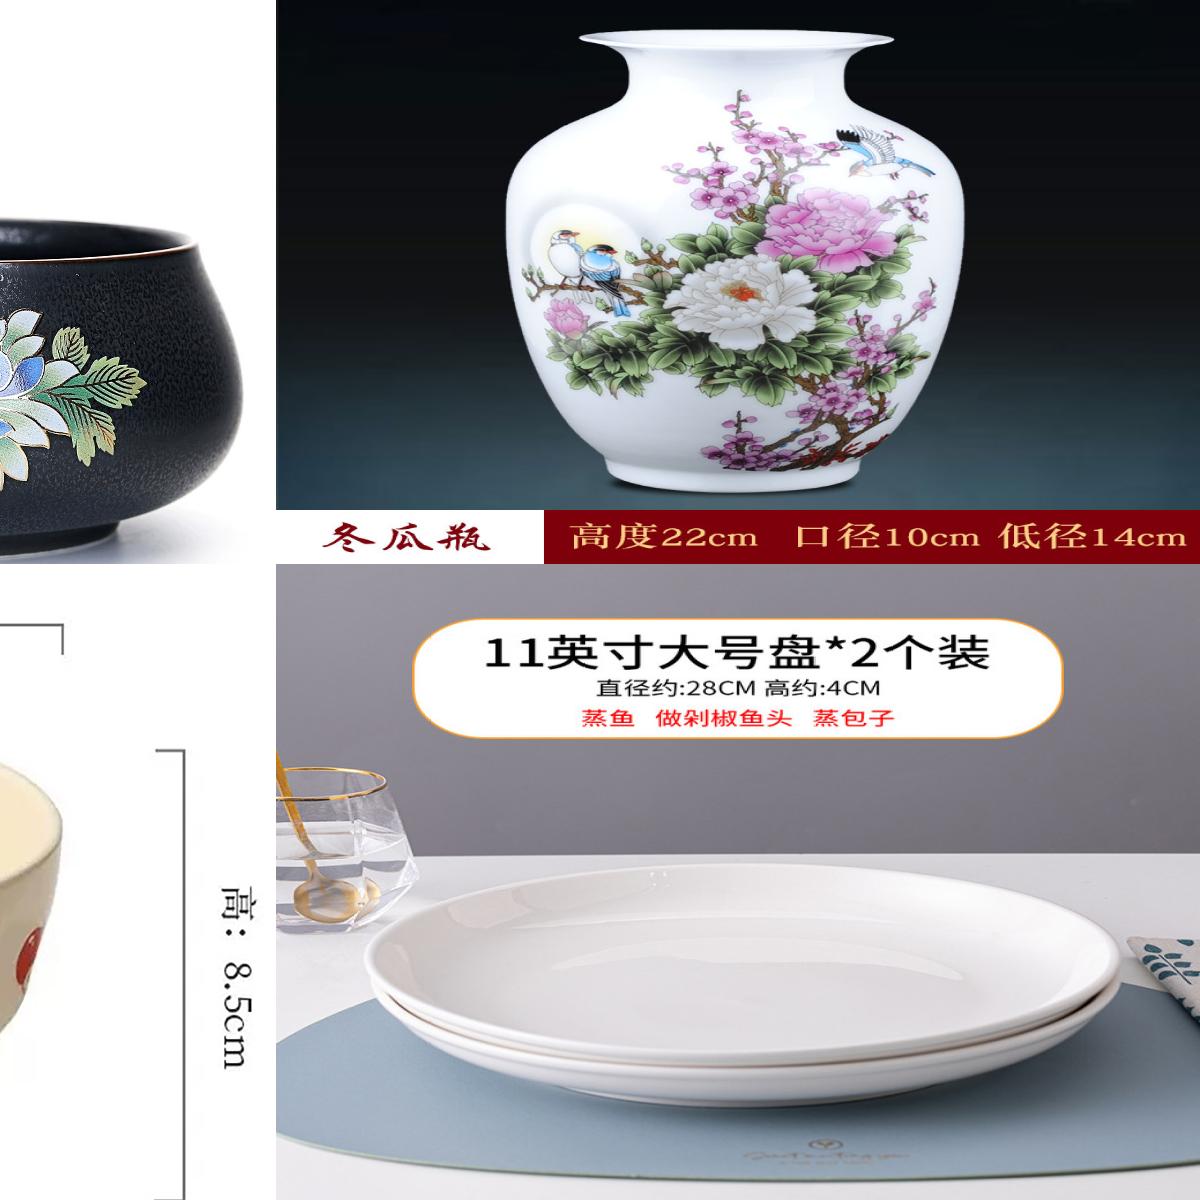 冬瓜瓶
高度22cm 口径10cm 低径14cm
11英寸大号盘*2个装
直径约:28CM 高约:4CM
蒸鱼 做剁椒鱼头 蒸包子
高：8.5cm